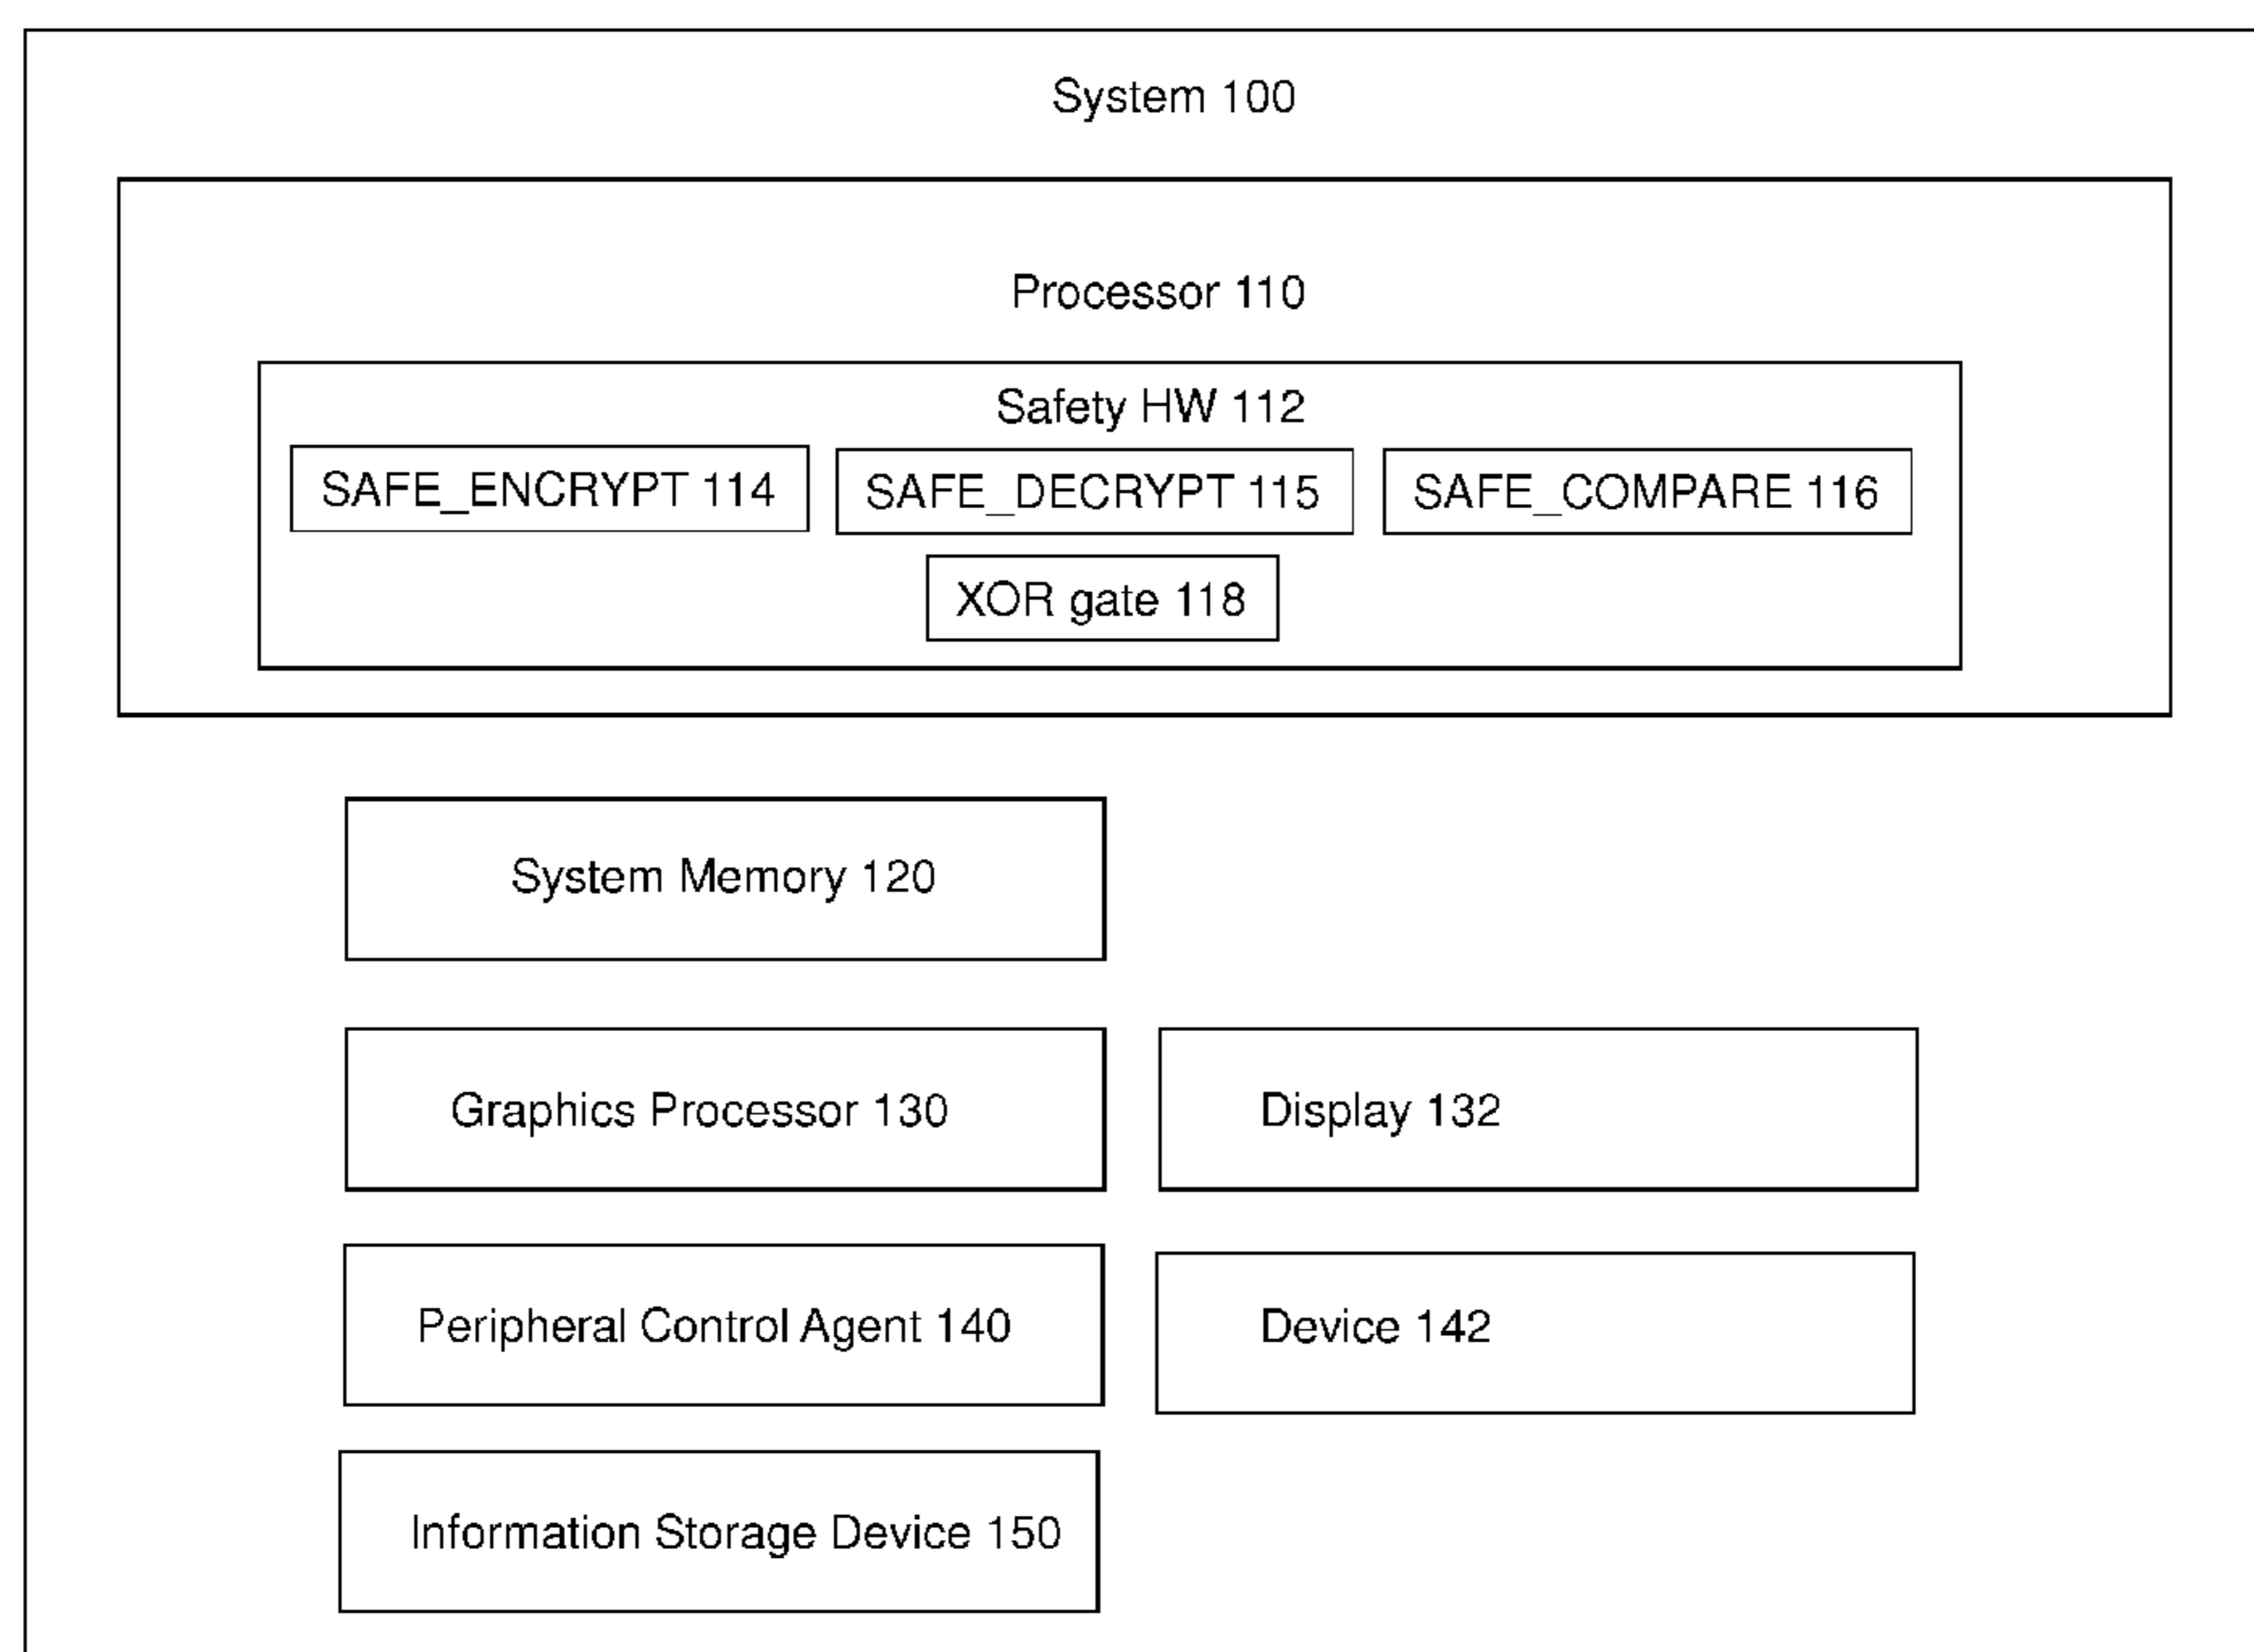 System 100
Processor 110
Safety HW 112
SAFE_ENCRYPT 114
SAFE_DECRYPT 115
SAFE_COMPARE 116
XOR gate 118
System Memory 120
Graphics Processor 130
Display 132
Peripheral Control Agent 140
Device 142
Information Storage Device 150